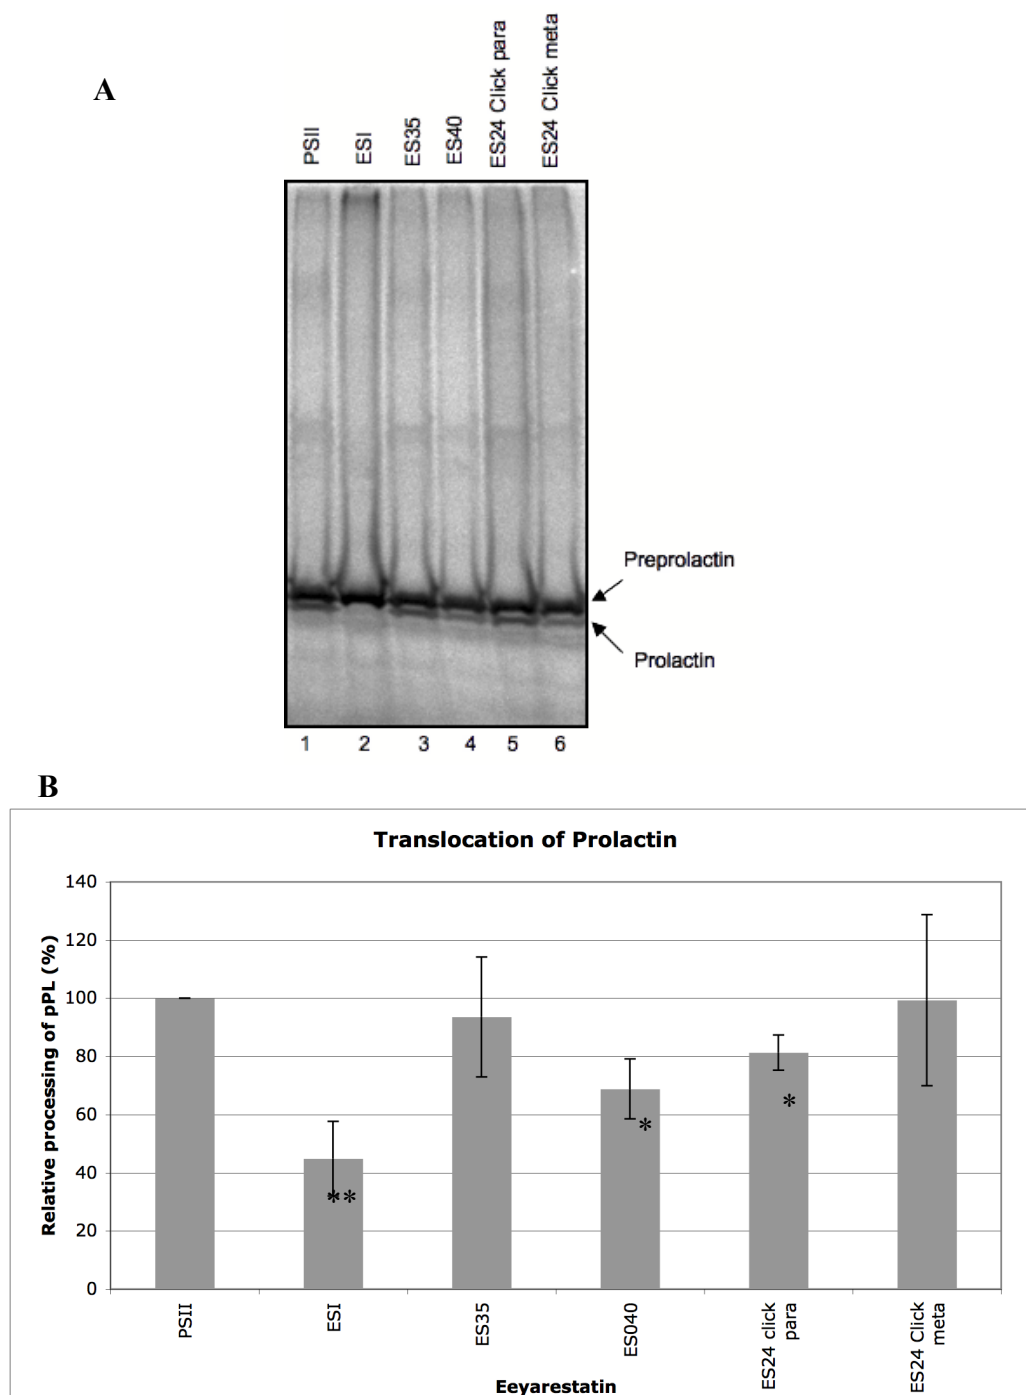 A
PSII
ESI
ES35
ES40
ES24 Click para
ES24 Click meta
Preprolactin
Prolactin
1 2 3 4 5 6
B
Translocation of Prolactin
Relative processing of pPL (%)
140
120
100
80
60
40
20
0
**
*
*
PSII
ESI
ES35
ES040
ES24 click
para
ES24 Click
meta
Eeyarestatin